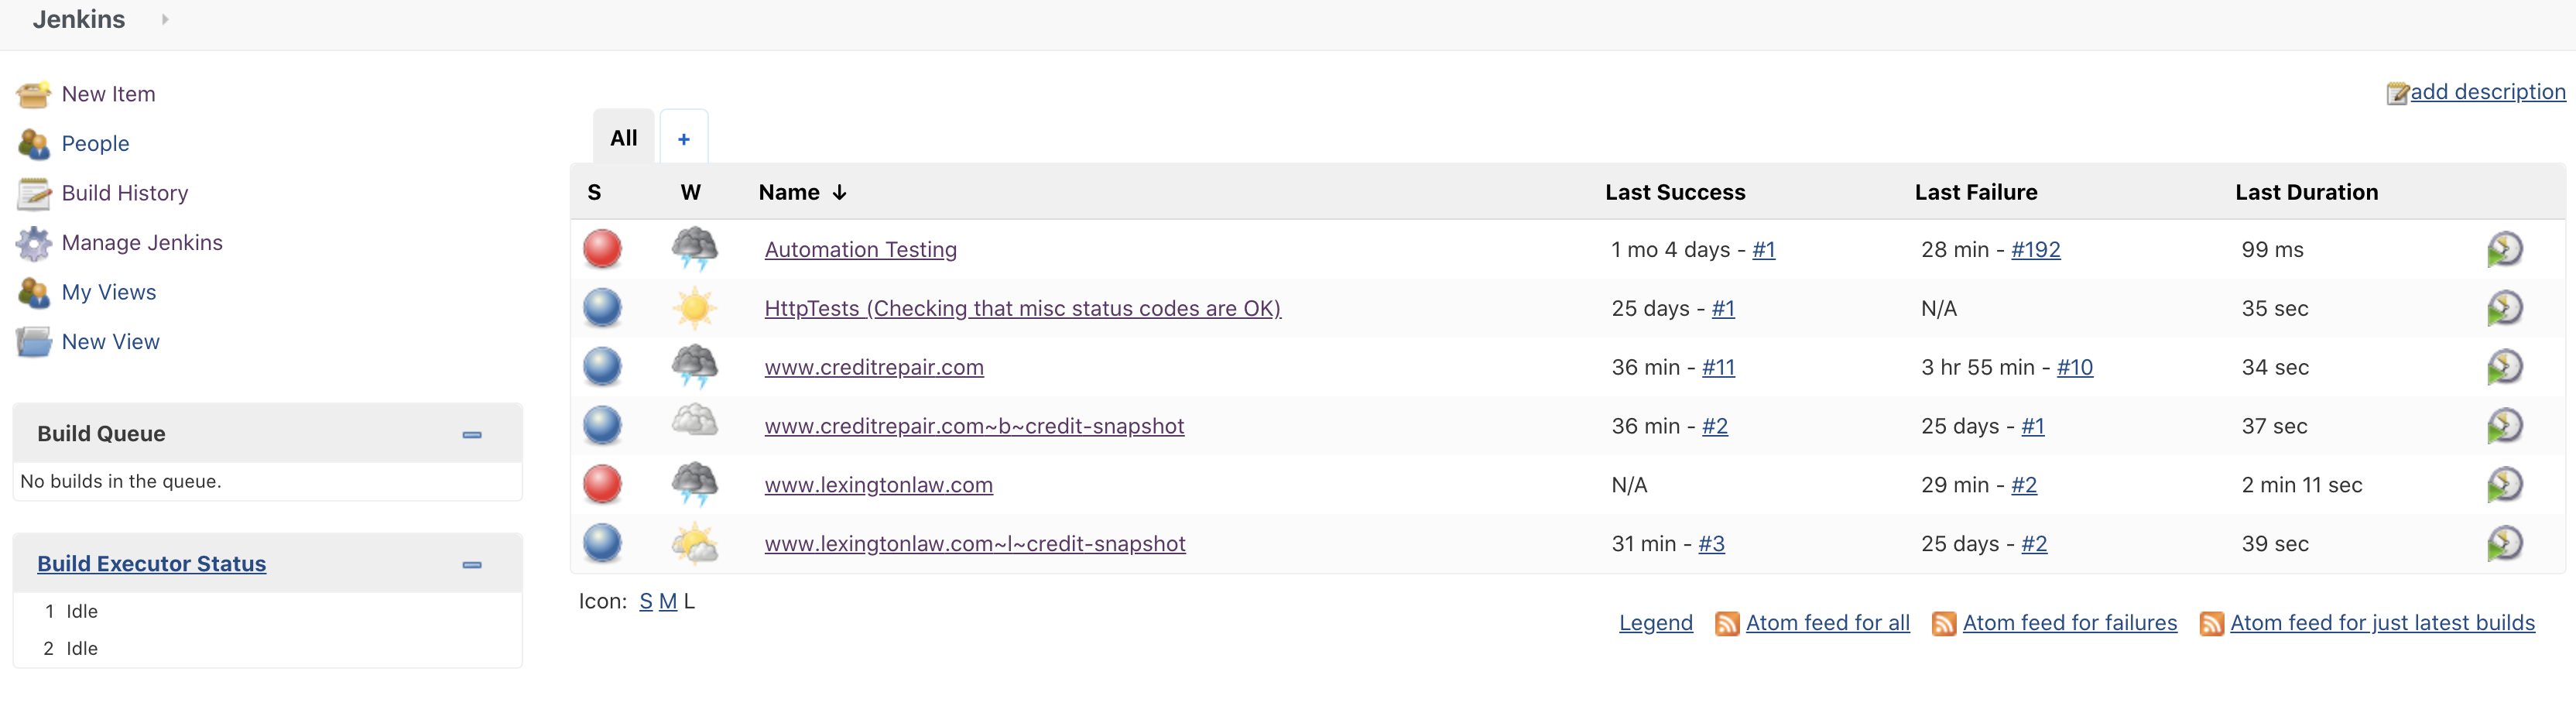 Jenkins
New Item
People
Build History
Manage Jenkins
My Views
New View
Build Queue
No builds in the queue.
Build Executor Status
1 Idle
2 Idle
add description
All +
S W Name ↓ Last Success Last Failure Last Duration
Automation Testing 1 mo 4 days - #1 28 min - #192 99 ms
HttpTests (Checking that misc status codes are OK) 25 days - #1 N/A 35 sec
www.creditrepair.com 36 min - #11 3 hr 55 min - #10 34 sec
www.creditrepair.com~b~credit-snapshot 36 min - #2 25 days - #1 37 sec
www.lexingtonlaw.com N/A 29 min - #2 2 min 11 sec
www.lexingtonlaw.com~l~credit-snapshot 31 min - #3 25 days - #2 39 sec
Icon: S M L
Legend Atom feed for all Atom feed for failures Atom feed for just latest builds